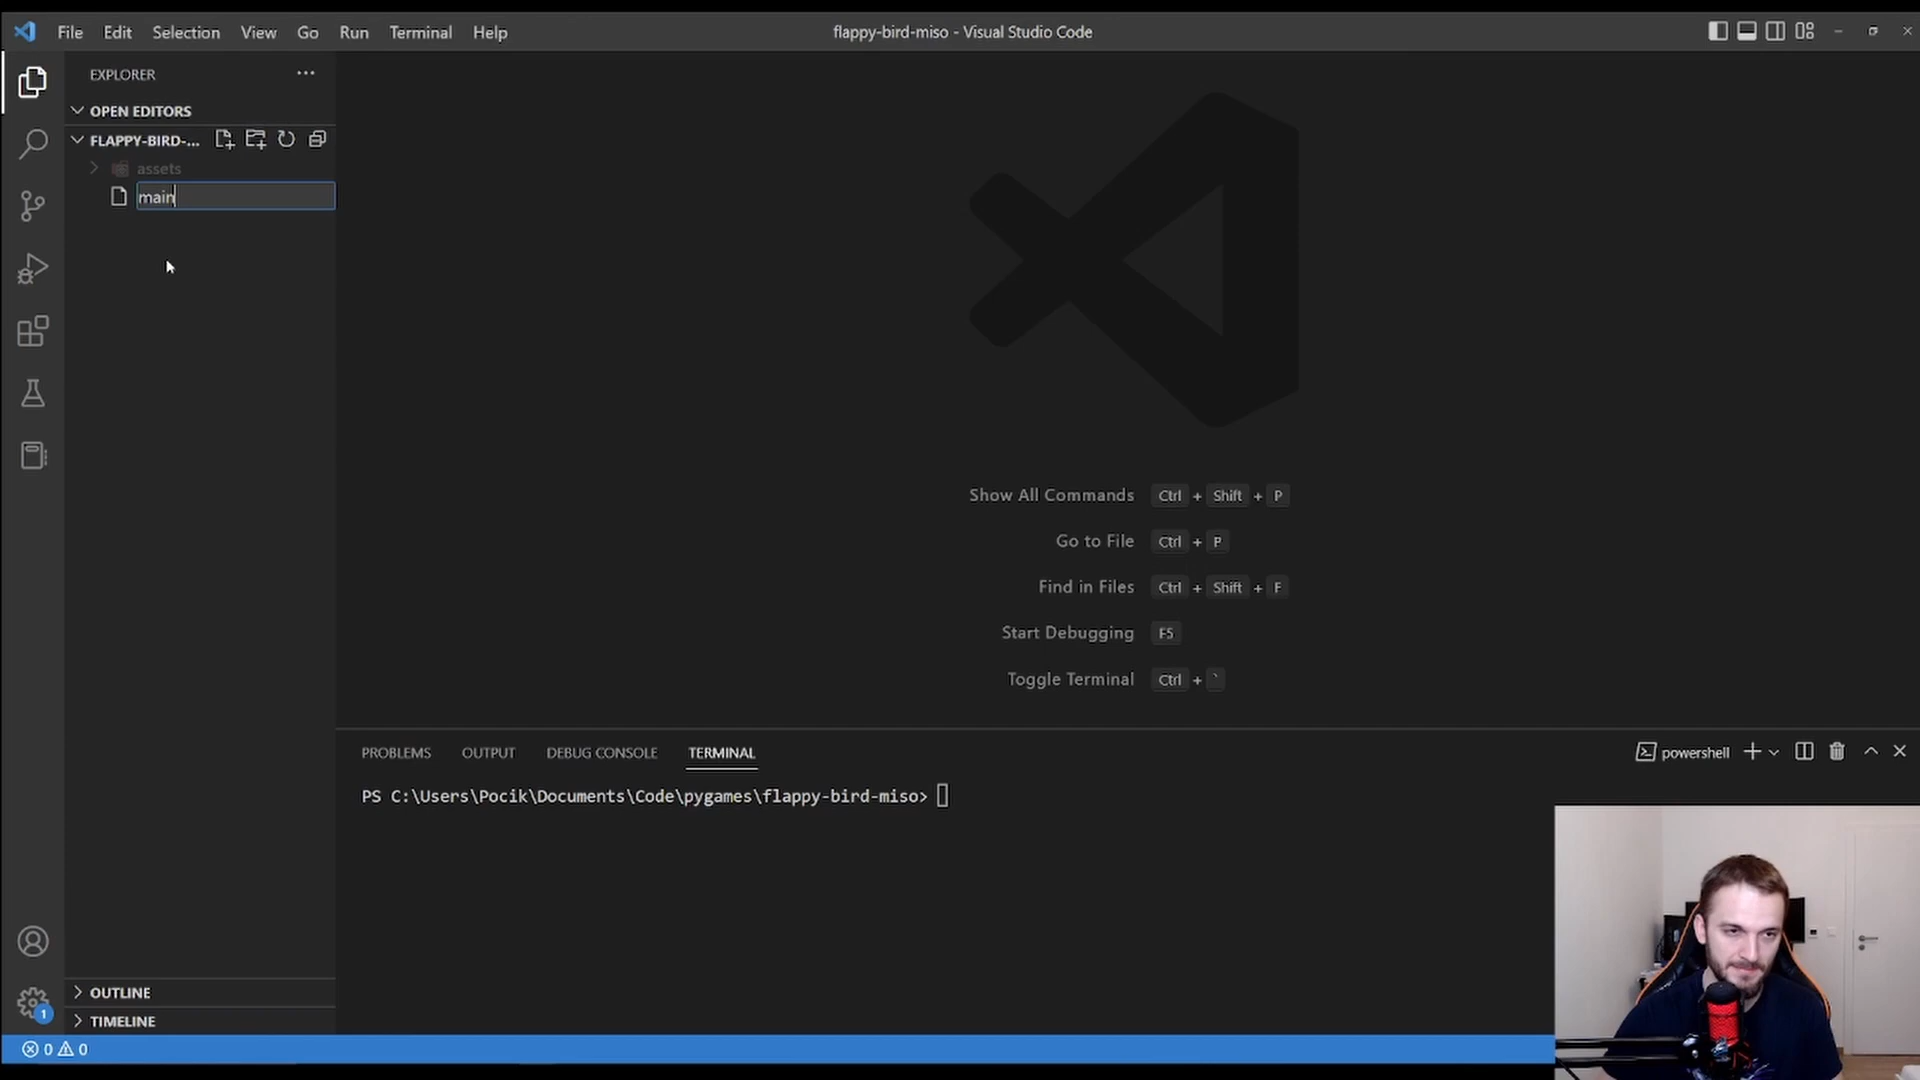 File Edit Selection View Go Run Terminal Help
flappy-bird-miso - Visual Studio Code
EXPLORER
OPEN EDITORS
FLAPPY-BIRD-...
assets
main
Show All Commands Ctrl + Shift + P
Go to File Ctrl + P
Find in Files Ctrl + Shift + F
Start Debugging F5
Toggle Terminal Ctrl + `
PROBLEMS OUTPUT DEBUG CONSOLE TERMINAL
powershell
PS C:\Users\Pocik\Documents\Code\pygames\flappy-bird-miso>
OUTLINE
1
TIMELINE
0 0